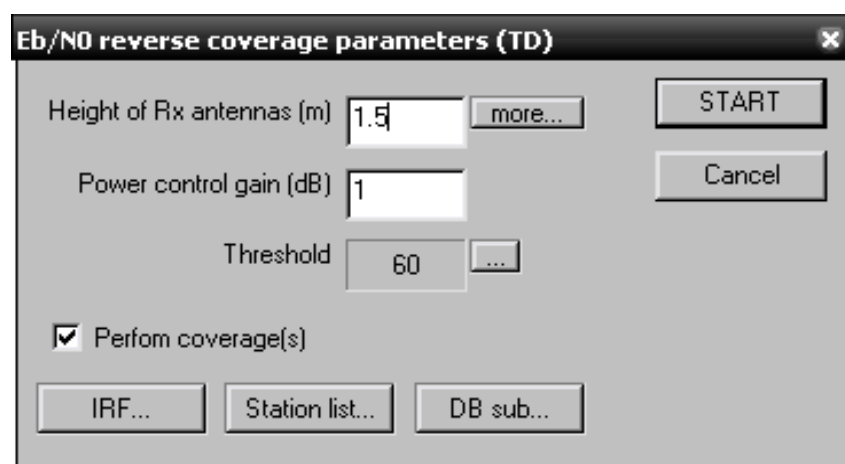 Eb/N0 reverse coverage parameters (TD)
Height of Rx antennas (m) 1.5 more... START
Power control gain (dB) 1 Cancel
Threshold 60 ...
Perfom coverage(s)
IRF... Station list... DB sub...